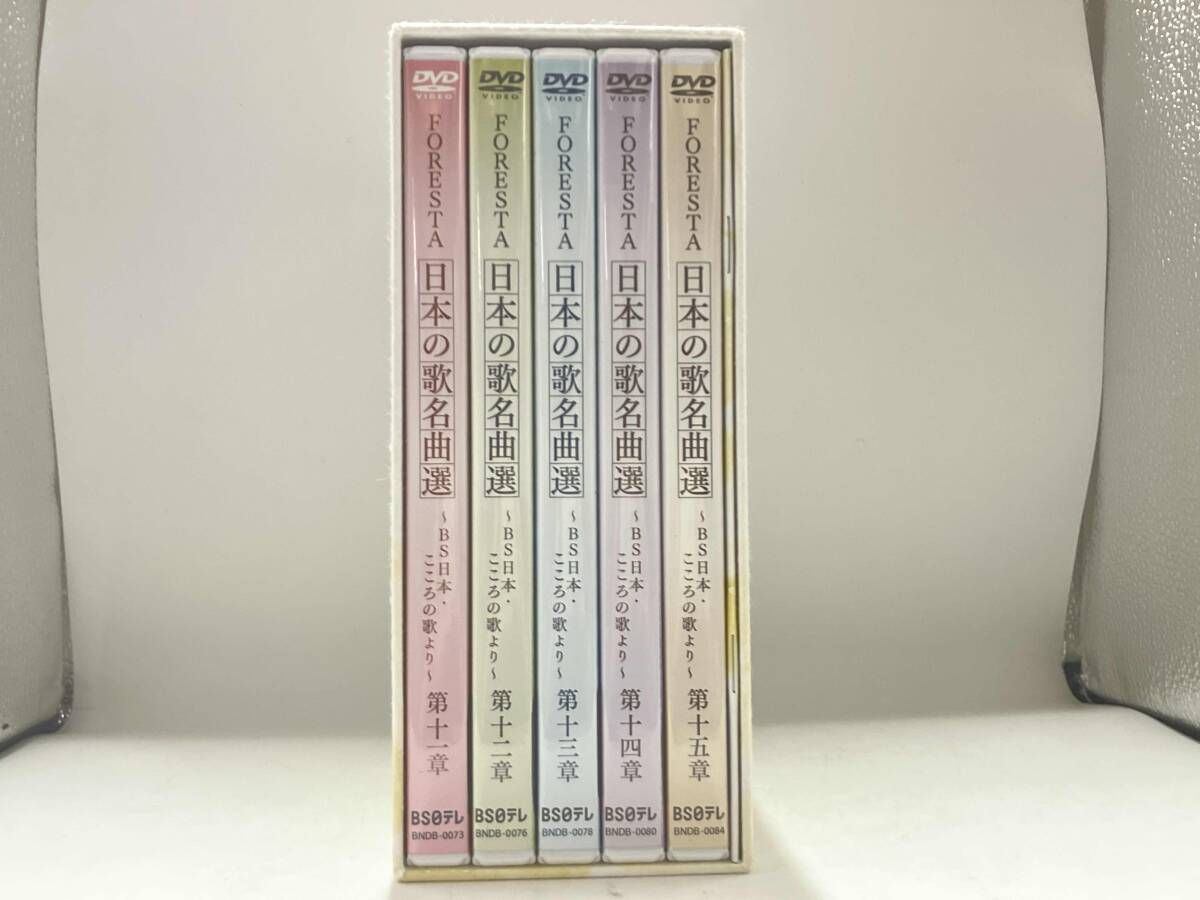 DVD
VIDEO
FORESTA
日本の歌名曲選
~BS日本・
こころの歌より~
第十一章
BS日テレ
BNDB-0073
DVD
VIDEO
FORESTA
日本の歌名曲選
~BS日本・
こころの歌より~
第十二章
BS日テレ
BNDB-0076
DVD
VIDEO
FORESTA
日本の歌名曲選
~BS日本・
こころの歌より~
第十三章
BS日テレ
BNDB-0078
DVD
VIDEO
FORESTA
日本の歌名曲選
~BS日本・
こころの歌より~
第十四章
BS日テレ
BNDB-0080
DVD
VIDEO
FORESTA
日本の歌名曲選
~BS日本・
こころの歌より~
第十五章
BS日テレ
BNDB-0084